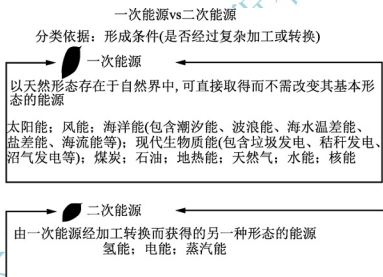 一次能源vs二次能源
分类依据：形成条件(是否经过复杂加工或转换)
一次能源
以天然形态存在于自然界中,可直接取得而不需改变其基本形
态的能源
太阳能；风能；海洋能(包含潮汐能、波浪能、海水温差能、
盐差能、海流能等)；现代生物质能(包含垃圾发电、秸秆发电、
沼气发电等)；煤炭；石油；地热能；天然气；水能；核能
二次能源
由一次能源经加工转换而获得的另一种形态的能源
氢能；电能；蒸汽能